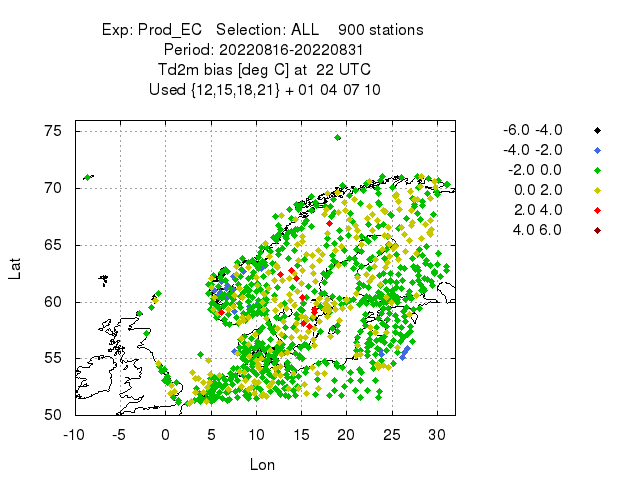 Exp: Prod_EC   Selection: ALL    900 stations
Period: 20220816-20220831
Td2m bias [deg C] at  22 UTC
Used {12,15,18,21} + 01 04 07 10
75
70
65
60
55
50
Lat
-10 -5 0 5 10 15 20 25 30
Lon
-6.0 -4.0
-4.0 -2.0
-2.0 0.0
0.0 2.0
2.0 4.0
4.0 6.0